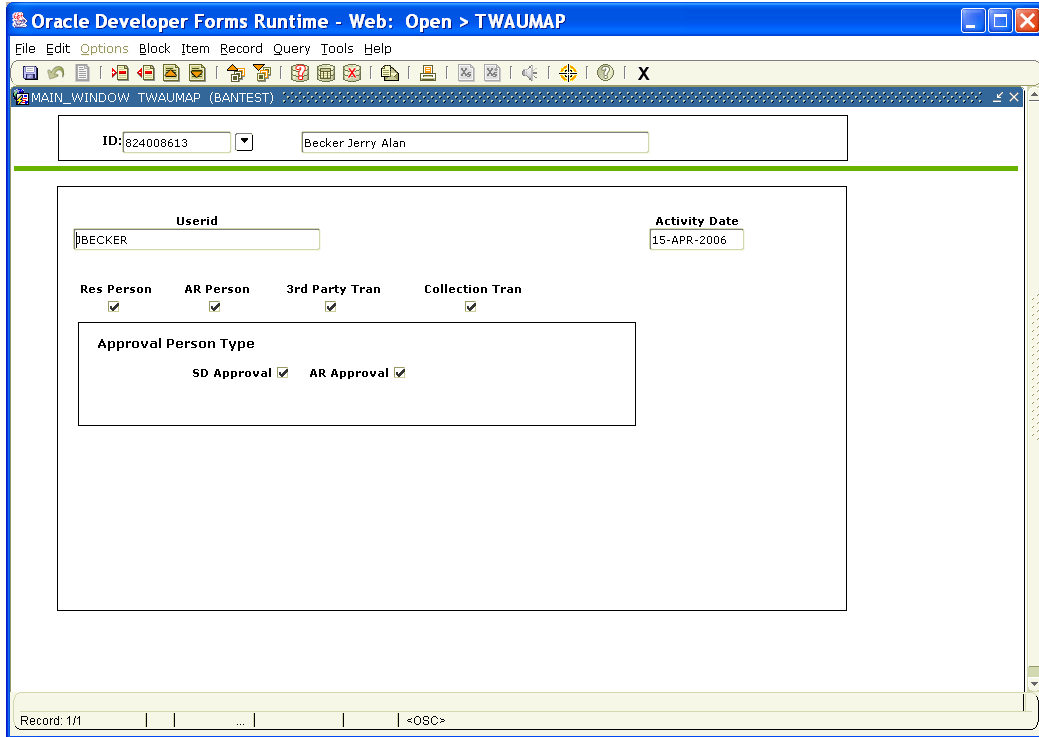 Oracle Developer Forms Runtime - Web: Open > TWAUMAP
File Edit Options Block Item Record Query Tools Help
X
MAIN_WINDOW TWAUMAP (BANTEST)
ID: 824008613 Becker Jerry Alan
Userid Activity Date
JBECKER 15-APR-2006
Res Person AR Person 3rd Party Tran Collection Tran
Approval Person Type
SD Approval AR Approval
Record: 1/1 ... <OSC>